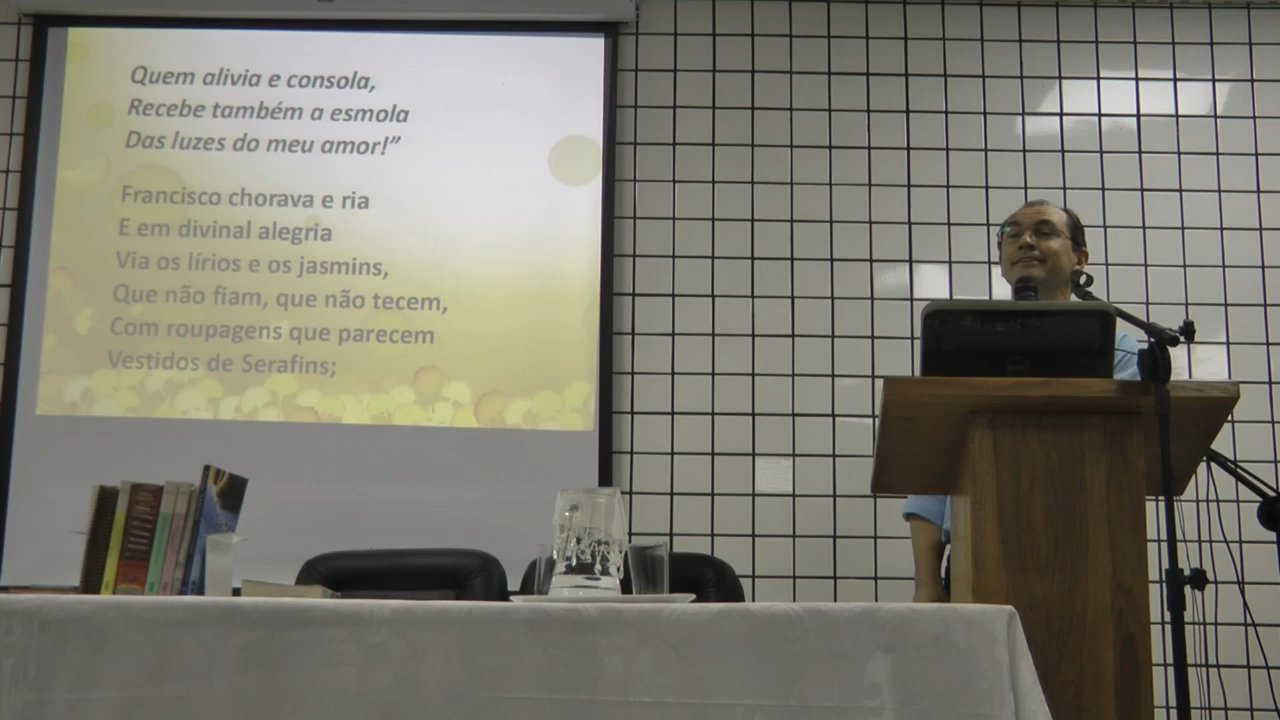 Quem alivia e consola,
Recebe também a esmola
Das luzes do meu amor!”
Francisco chorava e ria
E em divinal alegria
Via os lírios e os jasmins,
Que não fiam, que não tecem,
Com roupagens que parecem
Vestidos de Serafins;